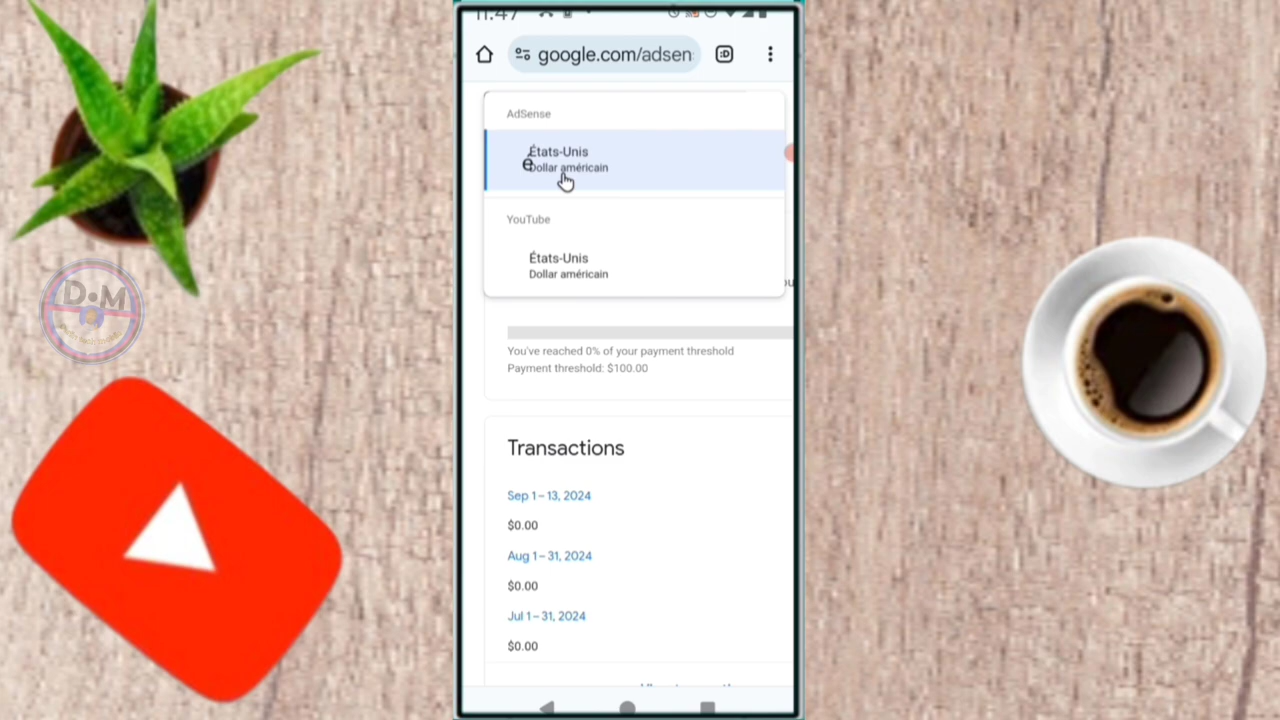 11:47
google.com/adsen
:D
AdSense
États-Unis
é
Dollar américain
YouTube
États-Unis
Dollar américain
You've reached 0% of your payment threshold
Payment threshold: $100.00
Transactions
Sep 1 – 13, 2024
$0.00
Aug 1 – 31, 2024
$0.00
Jul 1 – 31, 2024
$0.00
D•M